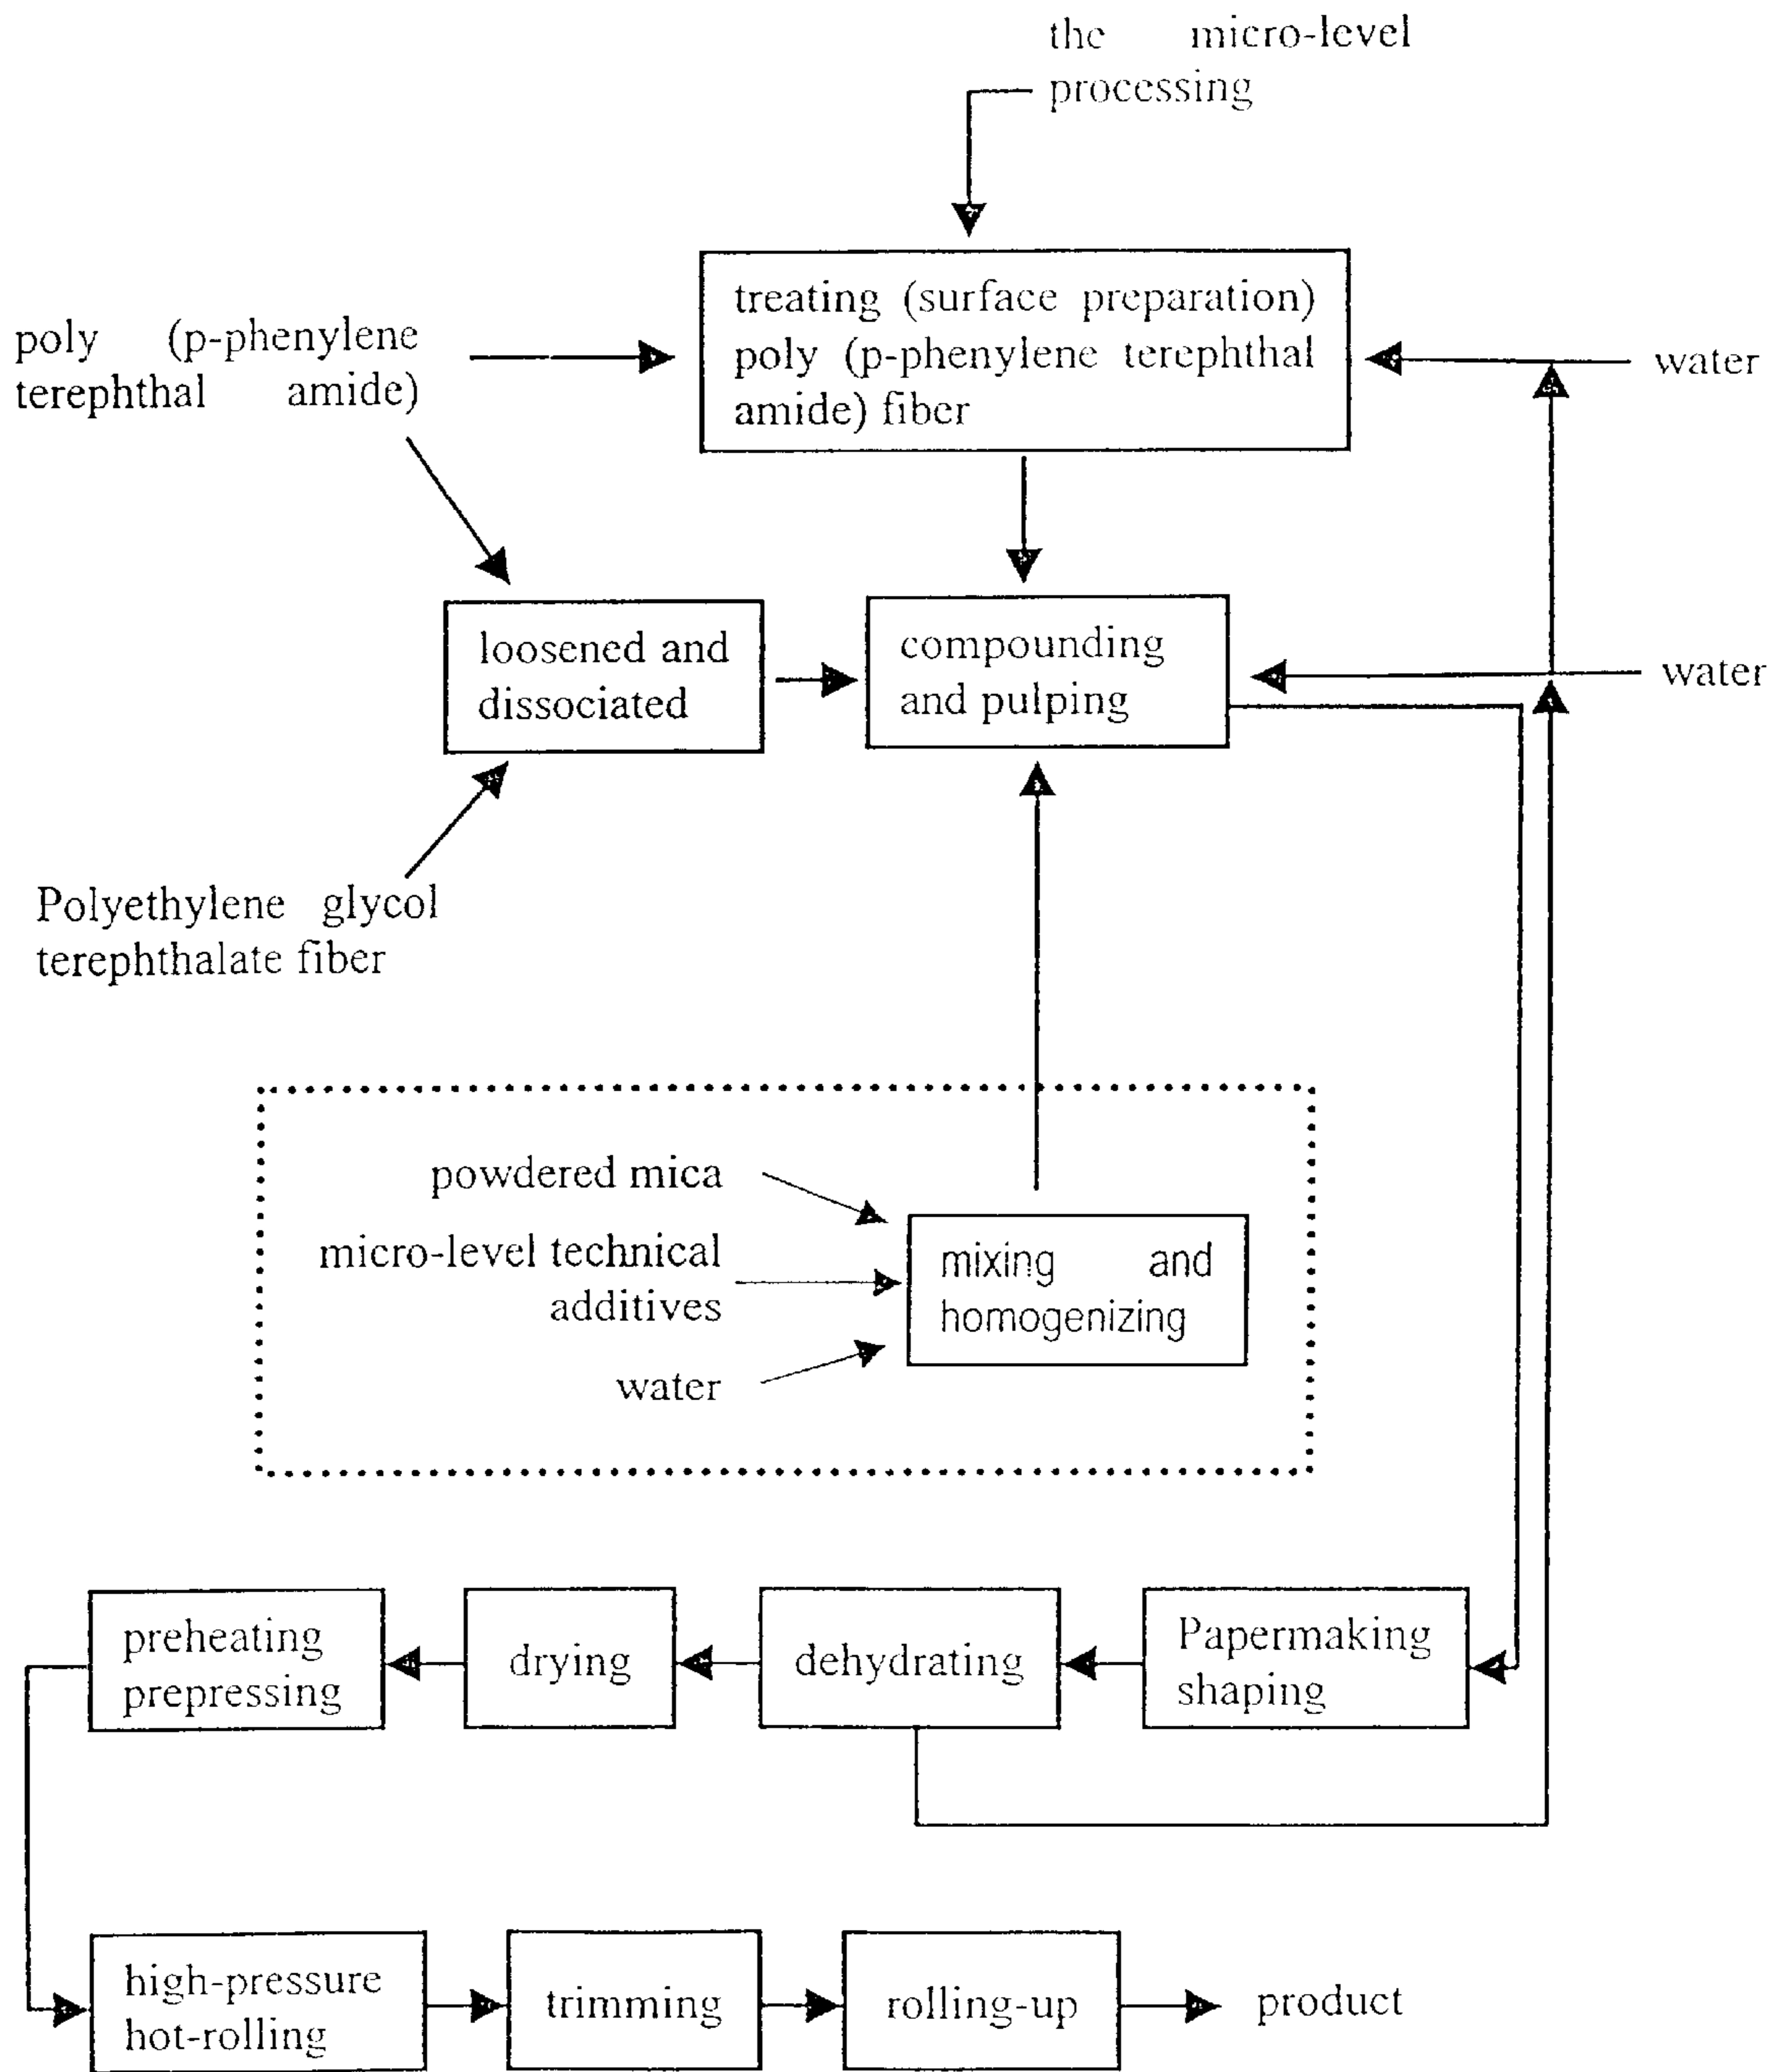 the micro-level
processing
treating (surface preparation)
poly (p-phenylene terephthal
amide) fiber
poly (p-phenylene
terephthal amide)
water
loosened and
dissociated
compounding
and pulping
water
Polyethylene glycol
terephthalate fiber
powdered mica
micro-level technical
additives
water
mixing and
homogenizing
preheating
prepressing
drying
dehydrating
Papermaking
shaping
high-pressure
hot-rolling
trimming
rolling-up
product